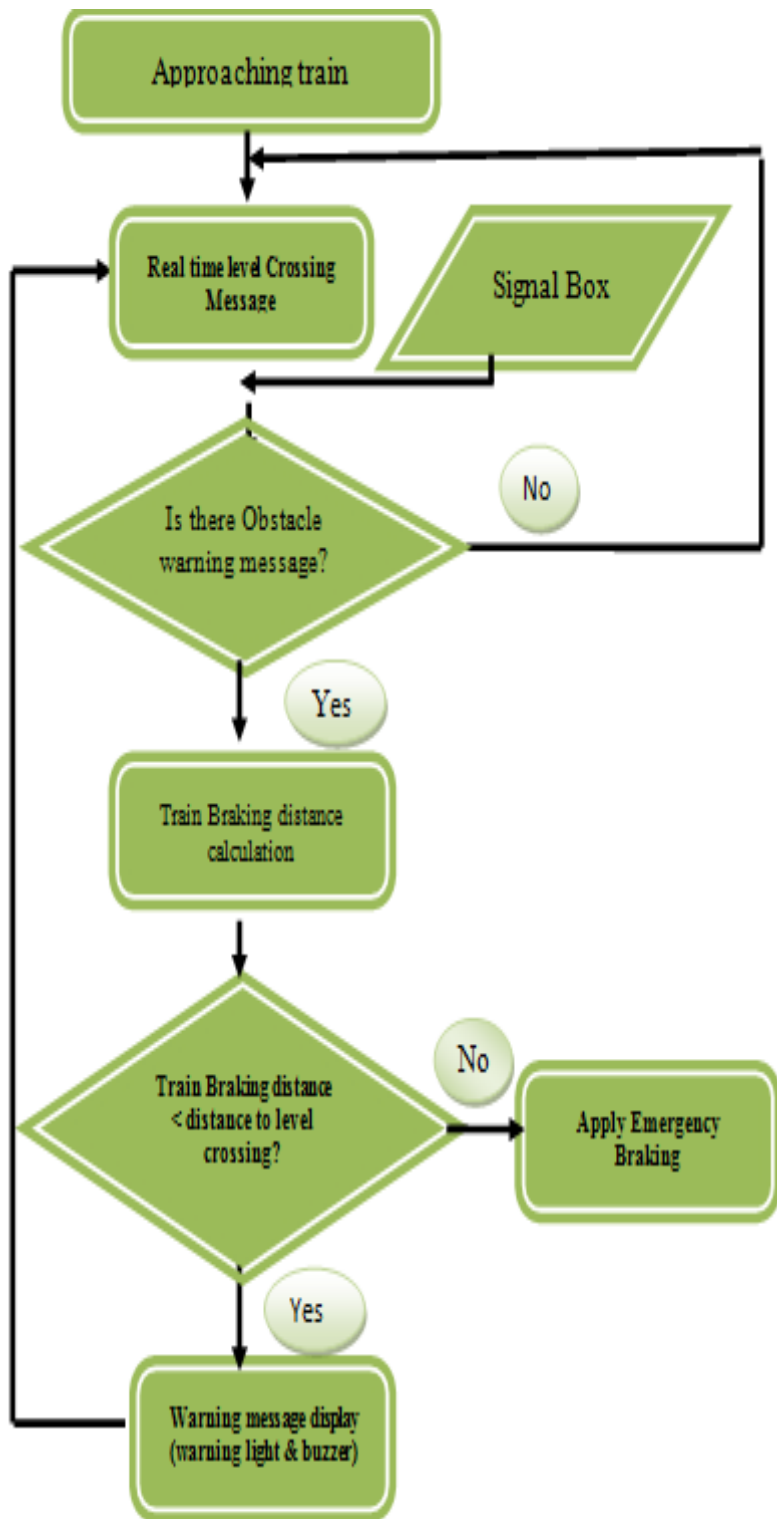 Approaching train
Real time level Crossing
Message
Signal Box
Is there Obstacle
warning message?
No
Yes
Train Braking distance
calculation
Train Braking distance
< distance to level
crossing?
No
Apply Emergency
Braking
Yes
Warning message display
(warning light & buzzer)